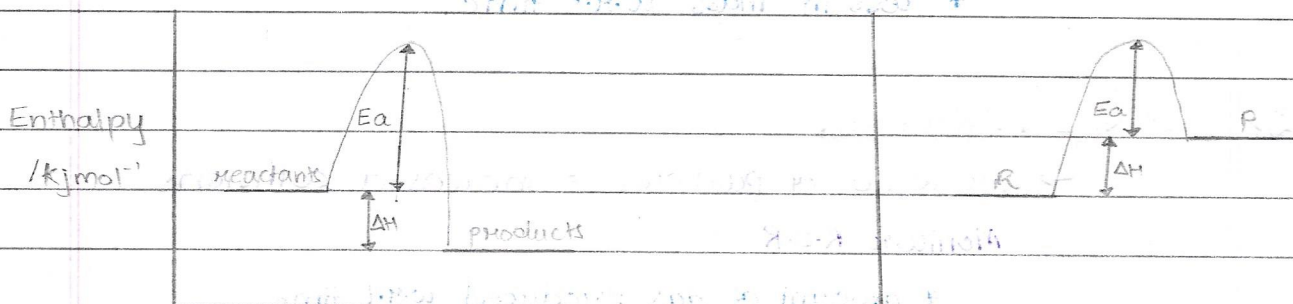 Enthalpy
/kjmol⁻¹
Ea
reactants
ΔH
products
Ea
P
R
ΔH